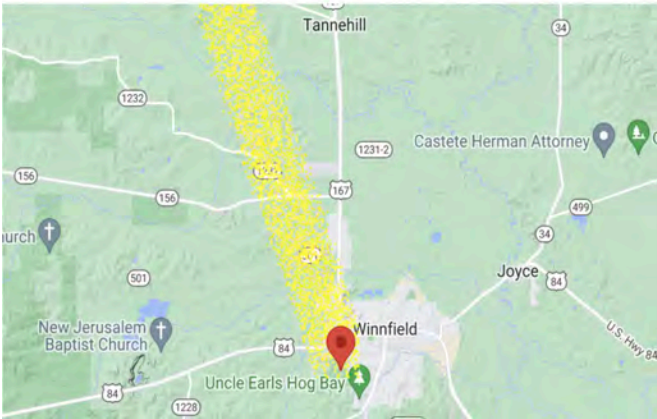 Tannehill
34
1232
1231-2
Castete Herman Attorney
156
156
167
499
hurch
34
501
Joyce
84
New Jerusalem
Baptist Church
84
Winnfield
U.S. Hwy 84
84
Uncle Earls Hog Bay
1228